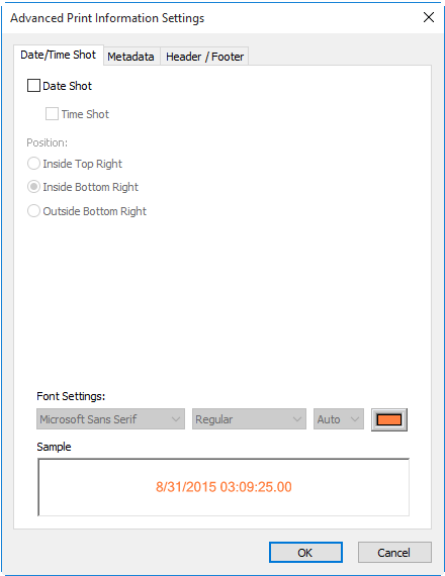 Advanced Print Information Settings
Date/Time Shot Metadata Header / Footer
Date Shot
Time Shot
Position:
Inside Top Right
Inside Bottom Right
Outside Bottom Right
Font Settings:
Microsoft Sans Serif Regular Auto
Sample
8/31/2015 03:09:25.00
OK Cancel